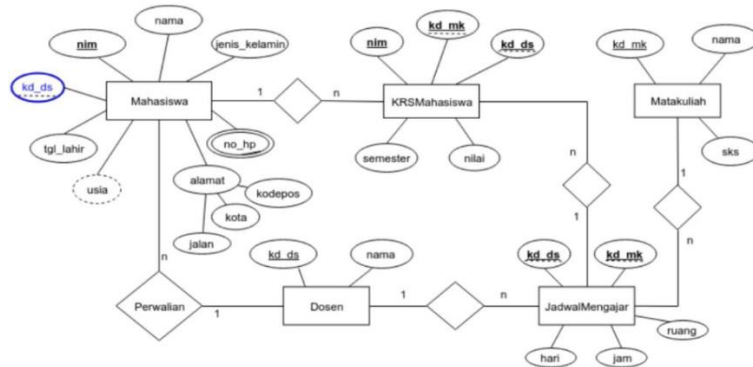 nama
nim
jenis_kelamin
kd_ds
Mahasiswa
tgl_lahir
no_hp
usia
alamat
kodepos
kota
jalan
1
n
nim
kd_mk
kd_ds
KRSMahasiswa
semester
nilai
kd_mk
nama
Matakuliah
sks
n
1
1
n
n
Perwalian
1
kd_ds
nama
Dosen
1
n
kd_ds
kd_mk
JadwalMengajar
ruang
hari
jam